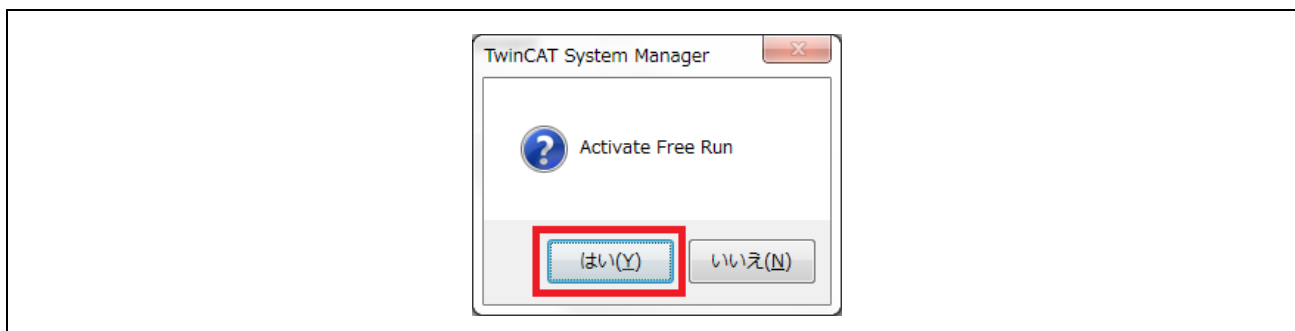 TwinCAT System Manager
Activate Free Run
はい(Y)
いいえ(N)